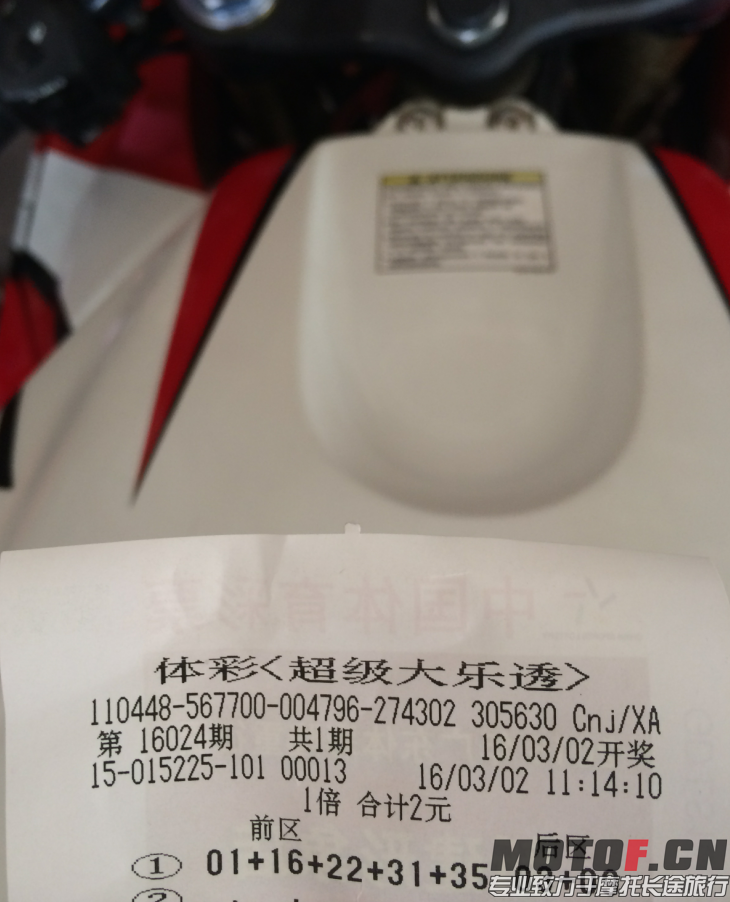 中国体育彩票
体彩<超级大乐透>
110448-567700-004796-274302 305630 Cnj/XA
第 16024期 共1期 16/03/02开奖
15-015225-101 00013 16/03/02 11:14:10
1倍 合计2元
前区 后区
① 01+16+22+31+35
②
MOTOF.CN
专业致力于摩托长途旅行